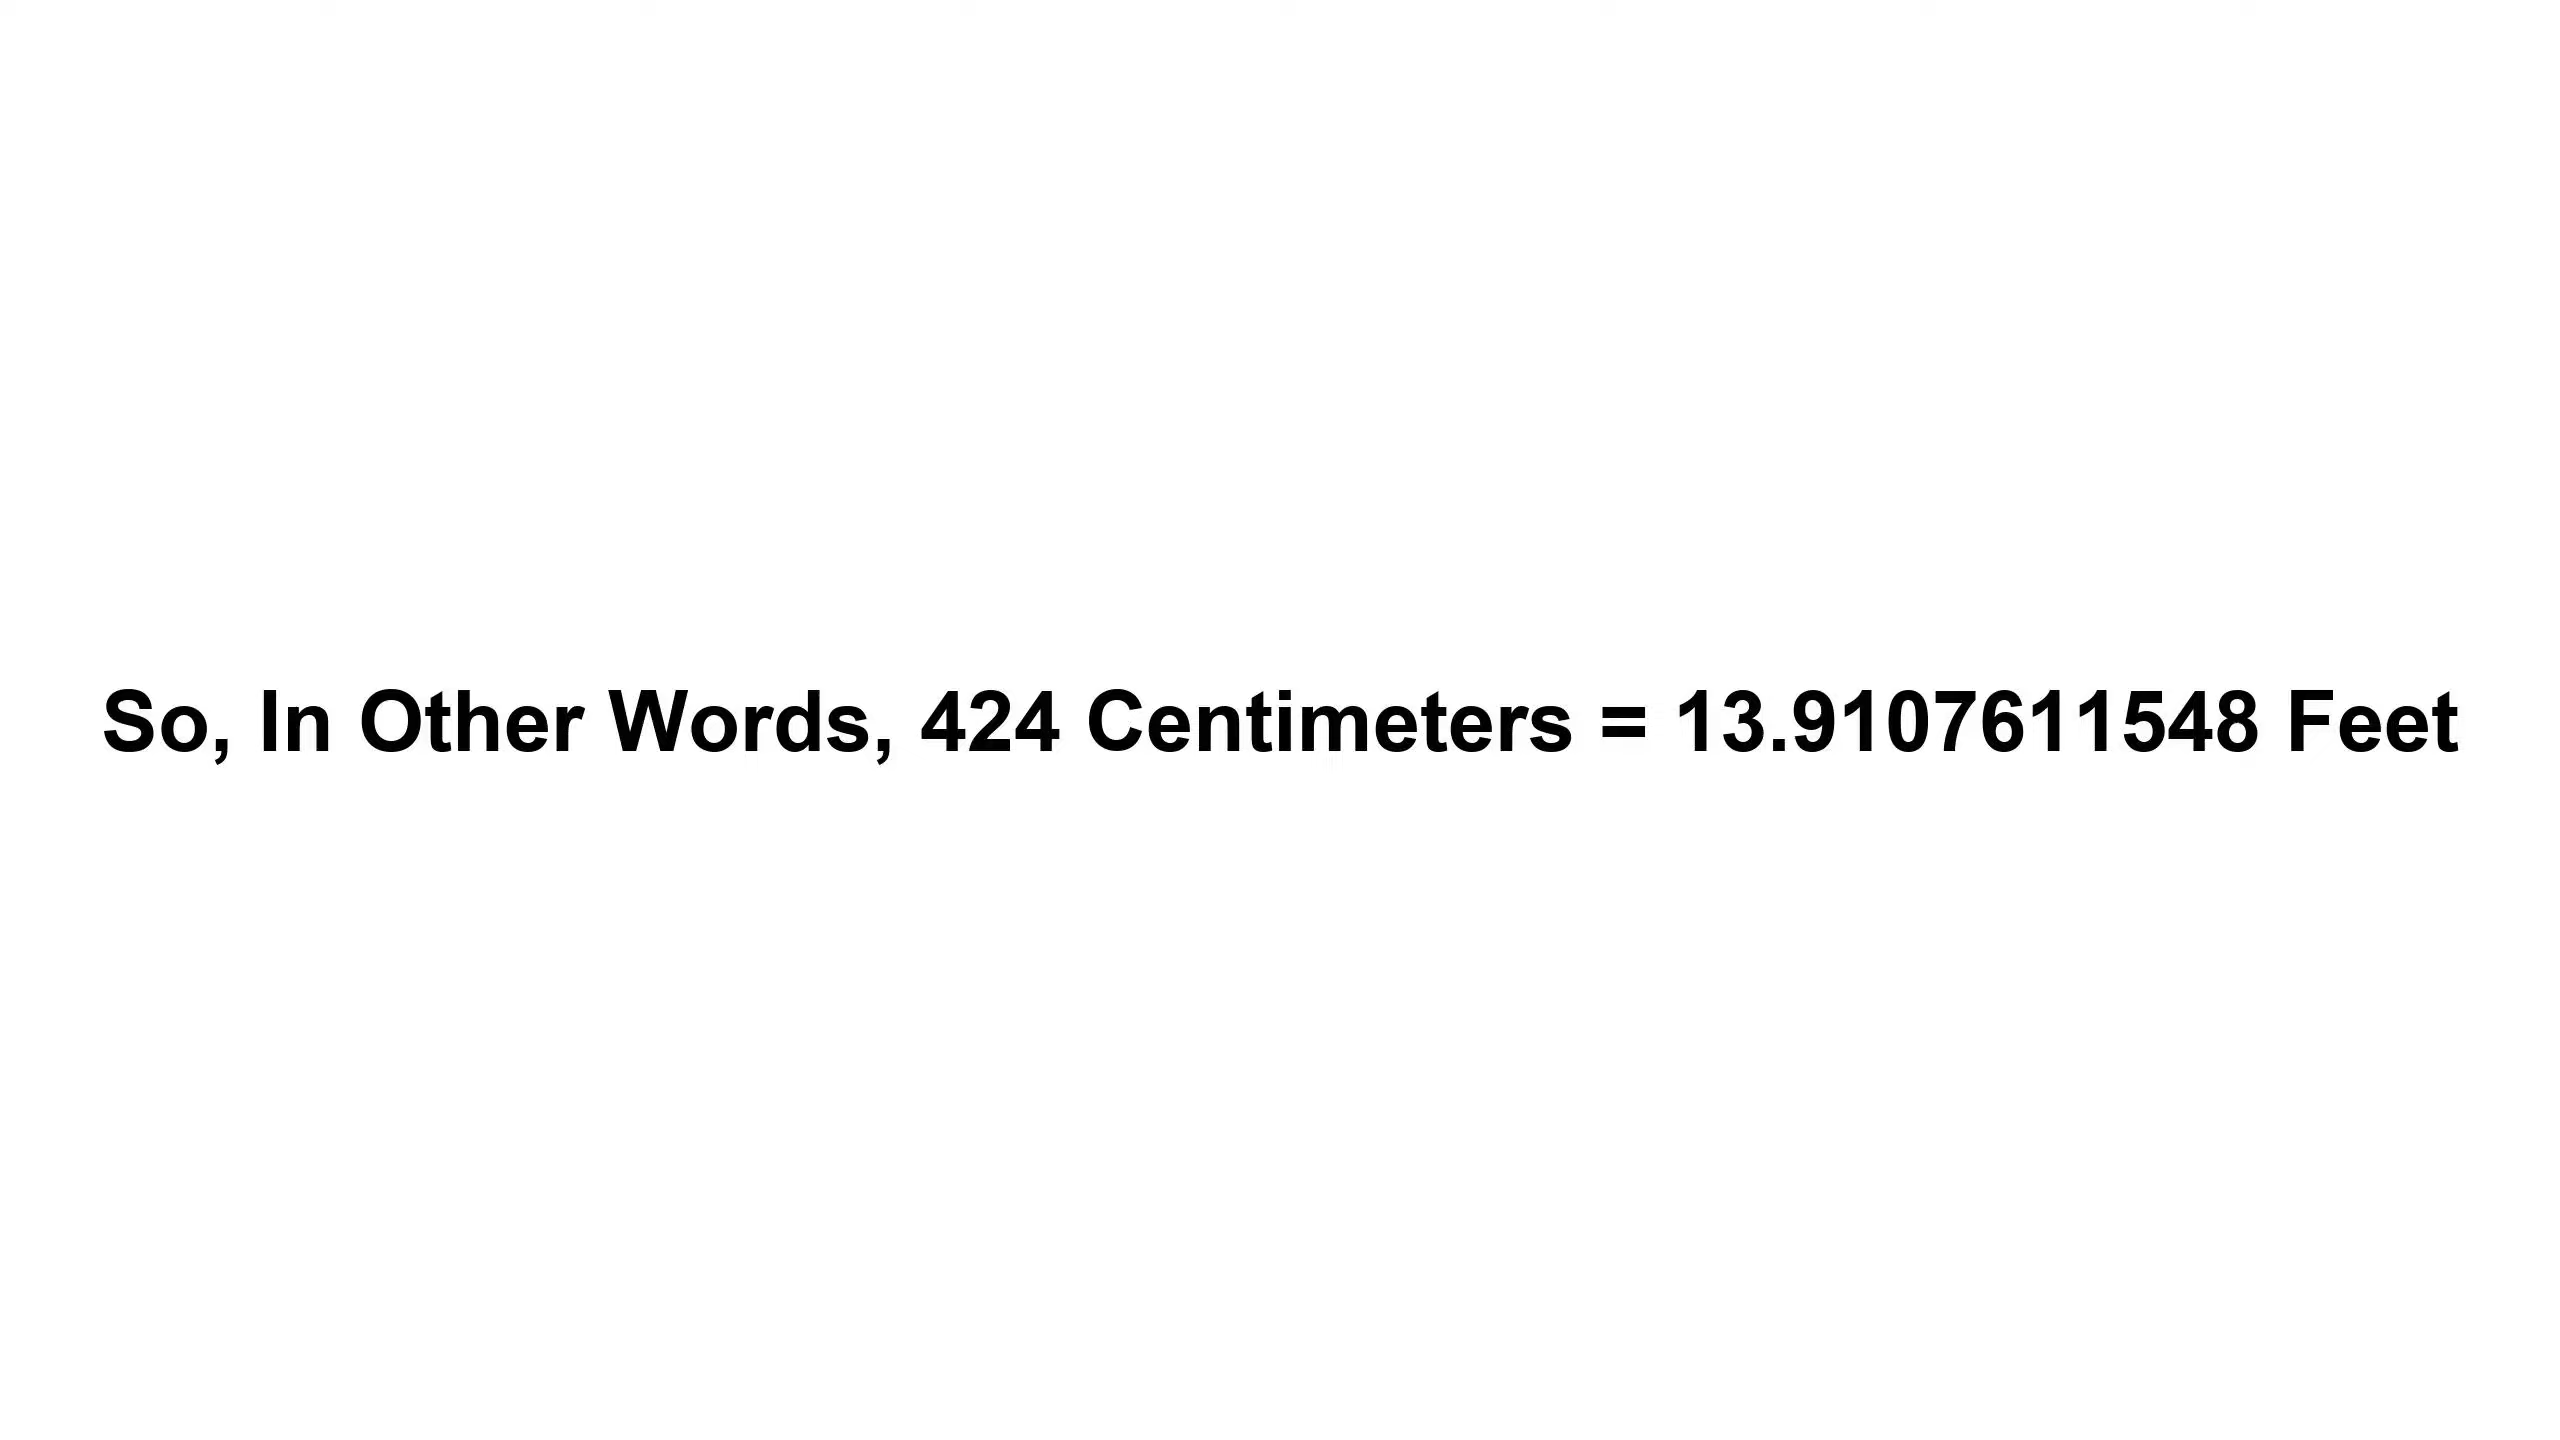 So, In Other Words, 424 Centimeters = 13.9107611548 Feet